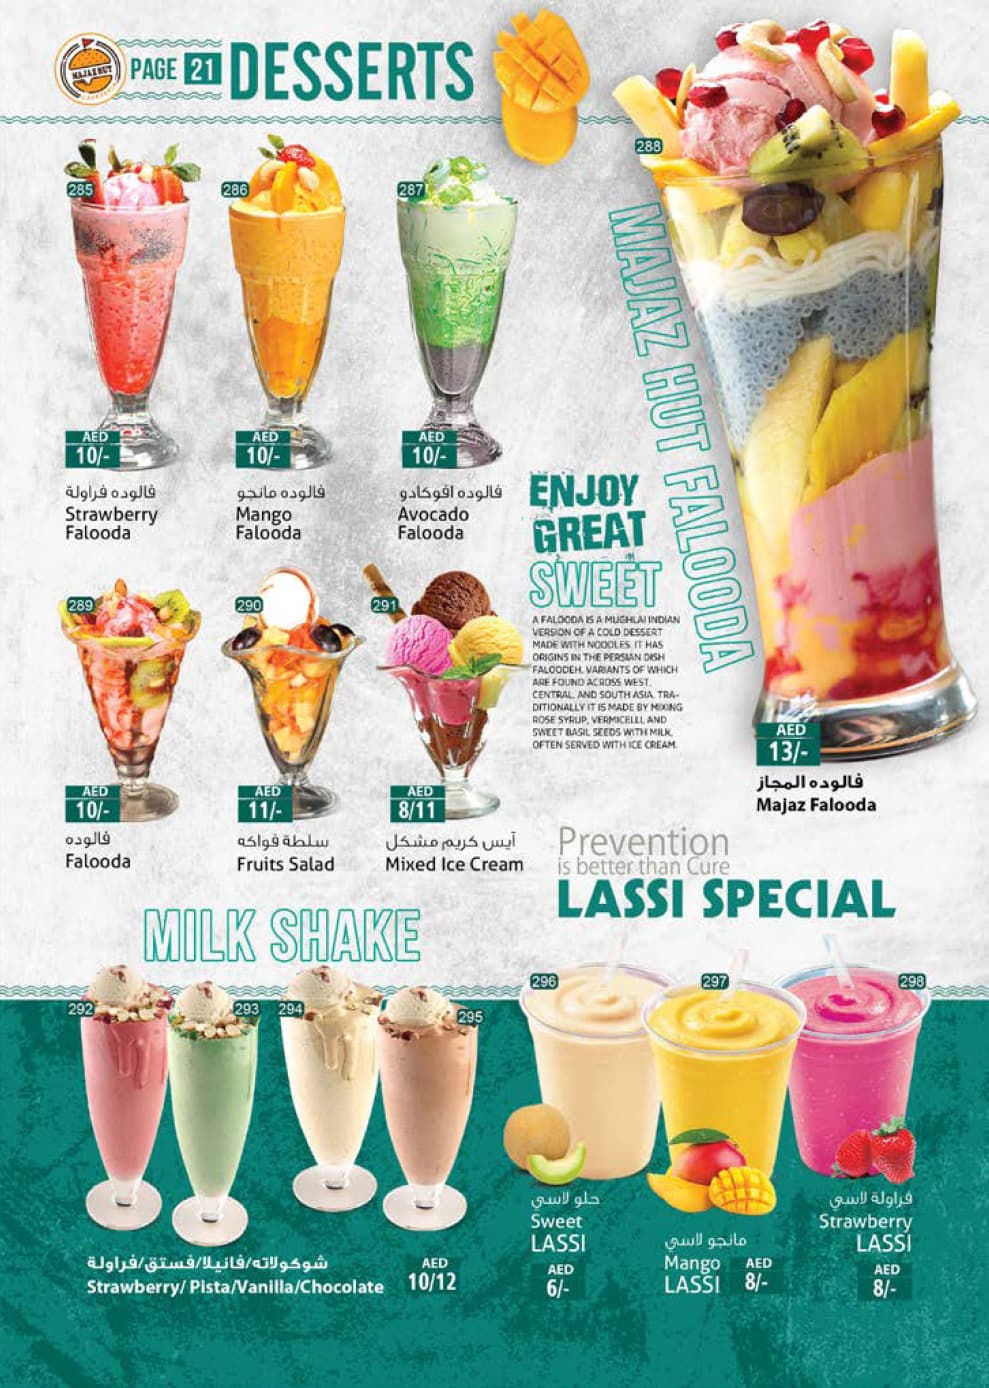 MAJAZ HUT
PAGE 21
DESSERTS
285
286
287
288
MAJAZ HUT FALOODA
AED
10/-
فالوده فراولة
Strawberry
Falooda
AED
10/-
فالوده مانجو
Mango
Falooda
AED
10/-
فالوده افوكادو
Avocado
Falooda
ENJOY
GREAT
SWEET
A FALOODA IS A MUGHLAI INDIAN
VERSION OF A COLD DESSERT
MADE WITH NOODLES. IT HAS
ORIGINS IN THE PERSIAN DISH
FALOODEH, VARIANTS OF WHICH
ARE FOUND ACROSS WEST,
CENTRAL, AND SOUTH ASIA. TRA-
DITIONALLY IT IS MADE BY MIXING
ROSE SYRUP, VERMICELLI, AND
SWEET BASIL SEEDS WITH MILK,
OFTEN SERVED WITH ICE CREAM.
AED
13/-
فالوده المجاز
Majaz Falooda
289
290
291
AED
10/-
فالوده
Falooda
AED
11/-
سلطة فواكه
Fruits Salad
AED
8/11
آيس كريم مشكل
Mixed Ice Cream
Prevention
is better than Cure
LASSI SPECIAL
MILK SHAKE
292
293
294
295
شوكولاته/فانيلا/فستق/فراولة
Strawberry/ Pista/Vanilla/Chocolate
AED
10/12
296
297
298
حلو لاسي
Sweet
LASSI
AED
6/-
مانجو لاسي
Mango
LASSI
AED
8/-
فراولة لاسي
Strawberry
LASSI
AED
8/-